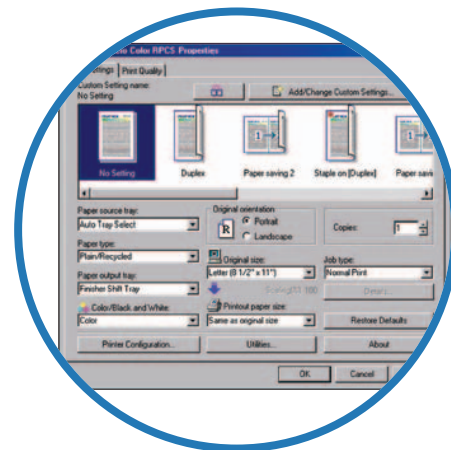 Color RPCS Properties
Print Quality
Custom Setting name:
No Setting
Add/Change Custom Settings...
No Setting
Duplex
Paper saving 2
Staple on [Duplex]
Paper source tray:
Auto Tray Select
Paper type:
Plain/Recycled
Paper output tray:
Finisher Shift Tray
Color/Black and White:
Color
Original orientation
R
Portrait
Landscape
Original size:
Letter (8 1/2" x 11")
Printout paper size:
Same as original size
Copies:
1
Job type:
Normal Print
Details...
Restore Defaults
Printer Configuration...
Utilities...
About
OK
Cancel